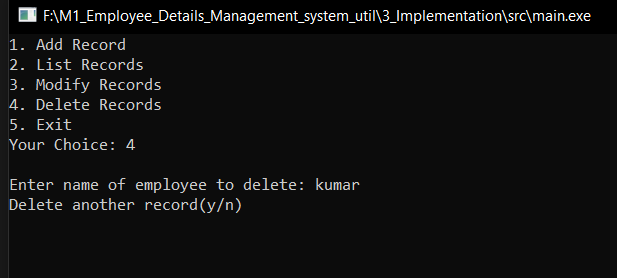 F:\M1_Employee_Details_Management_system_util\3_Implementation\src\main.exe
1. Add Record
2. List Records
3. Modify Records
4. Delete Records
5. Exit
Your Choice: 4
Enter name of employee to delete: kumar
Delete another record(y/n)